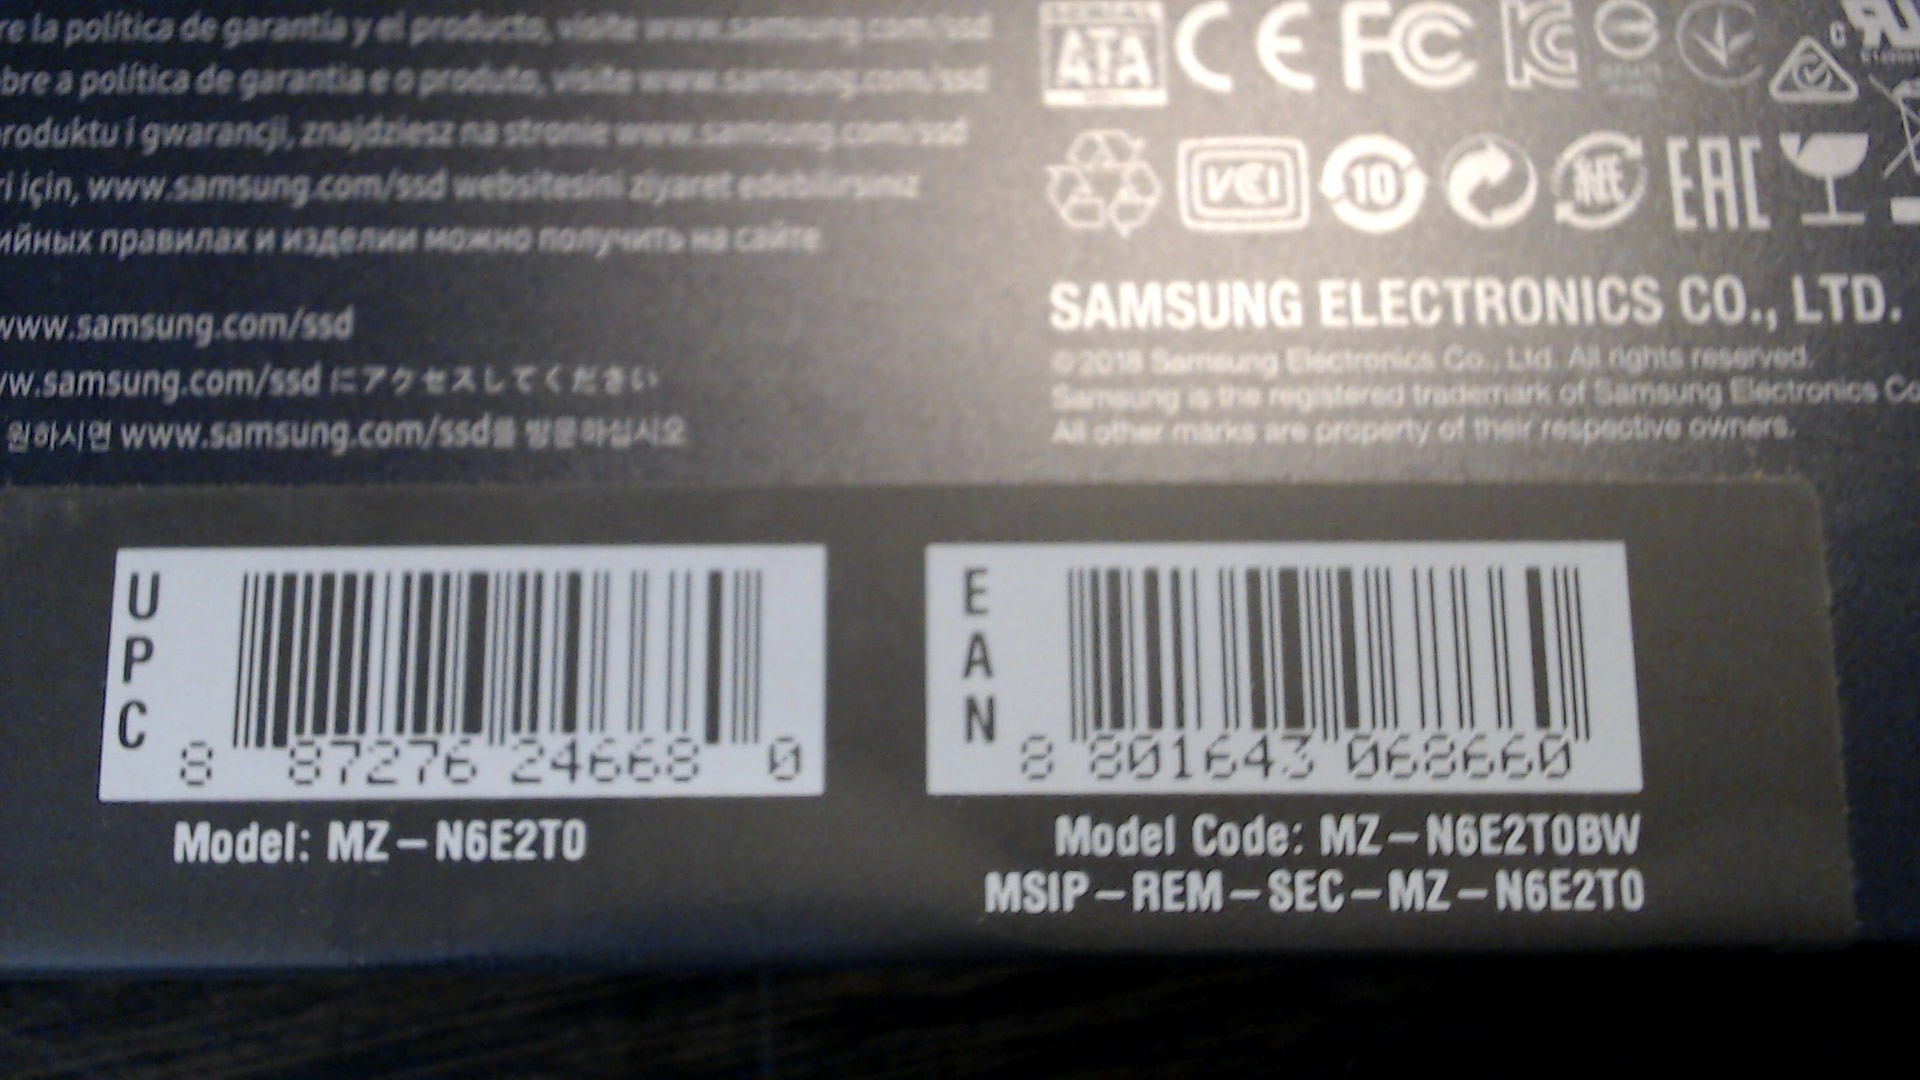 re la política de garantía y el producto, visite www.samsung.com/ssd
bre a política de garantia e o produto, visite www.samsung.com/ssd
roduktu i gwarancji, znajdziesz na stronie www.samsung.com/ssd
ri için, www.samsung.com/ssd websitesini ziyaret edebilirsiniz
ийных правилах и изделии можно получить на сайте
www.samsung.com/ssd
w.samsung.com/ssd にアクセスしてください
원하시면 www.samsung.com/ssd를 방문하십시오
SERIAL
ATA
CE FC
VCCI
10
EAC
SAMSUNG ELECTRONICS CO., LTD.
©2018 Samsung Electronics Co., Ltd. All rights reserved.
Samsung is the registered trademark of Samsung Electronics Co
All other marks are property of their respective owners.
UPC
8 87276 24668 0
Model: MZ-N6E2T0
EAN
8 801643 068660
Model Code: MZ-N6E2T0BW
MSIP-REM-SEC-MZ-N6E2T0